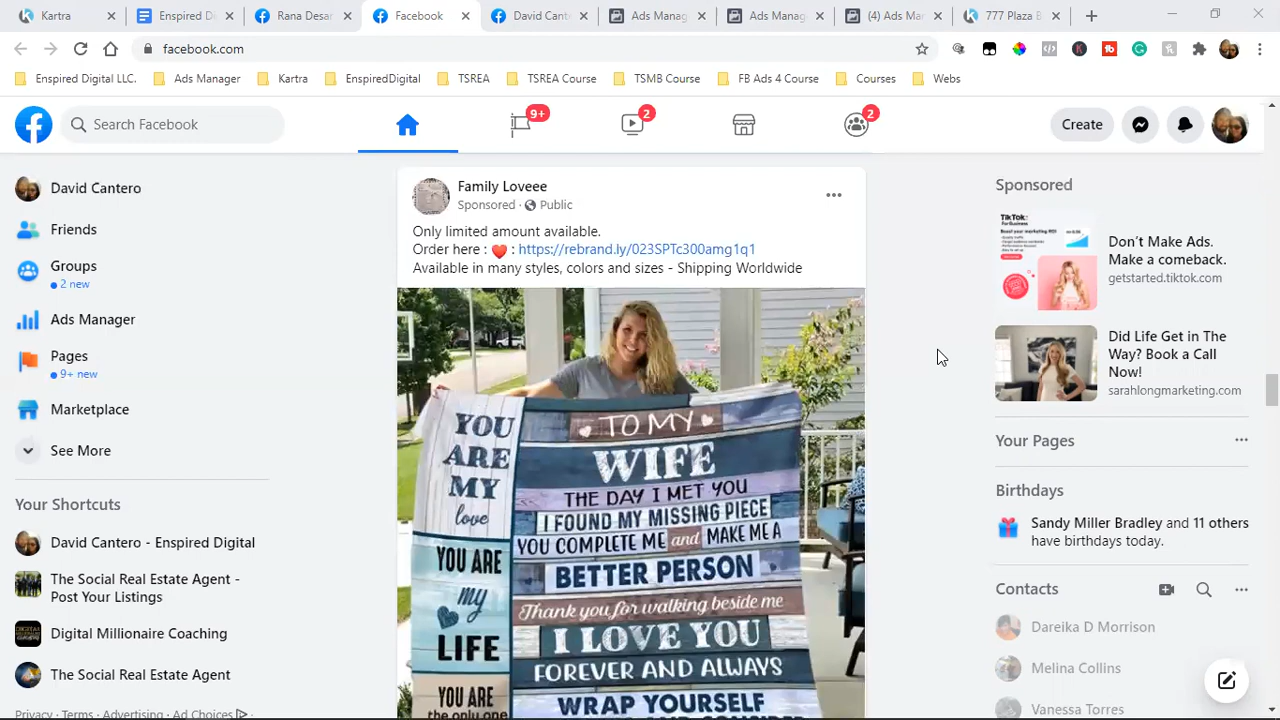 Kartra
Enspired Di
Rana Desar
Facebook
David Cante
Ads Manag
Ads Manag
(4) Ads Ma
777 Plaza B
facebook.com
Enspired Digital LLC.
Ads Manager
Kartra
EnspiredDigital
TSREA
TSREA Course
TSMB Course
FB Ads 4 Course
Courses
Webs
Search Facebook
9+
2
2
Create
David Cantero
Friends
Groups
2 new
Ads Manager
Pages
9+ new
Marketplace
See More
Your Shortcuts
David Cantero - Enspired Digital
The Social Real Estate Agent -
Post Your Listings
Digital Millionaire Coaching
The Social Real Estate Agent
Privacy · Terms · Advertising · Ad Choices ·
Family Loveee
Sponsored · Public
Only limited amount available.
Order here : ❤️ : https://rebrand.ly/023SPTc300amg1q1
Available in many styles, colors and sizes - Shipping Worldwide
YOU
ARE
MY
love
YOU ARE
my
LIFE
YOU ARE
the only one
TO MY
WIFE
THE DAY I MET YOU
I FOUND MY MISSING PIECE
YOU COMPLETE ME and MAKE ME A
BETTER PERSON
Thank you for walking beside me
I LOVE YOU
FOREVER AND ALWAYS
WRAP YOURSELF
Sponsored
TikTok
Don't Make Ads.
Make a comeback.
getstarted.tiktok.com
Did Life Get in The
Way? Book a Call
Now!
sarahlongmarketing.com
Your Pages
Birthdays
Sandy Miller Bradley and 11 others
have birthdays today.
Contacts
Dareika D Morrison
Melina Collins
Vanessa Torres